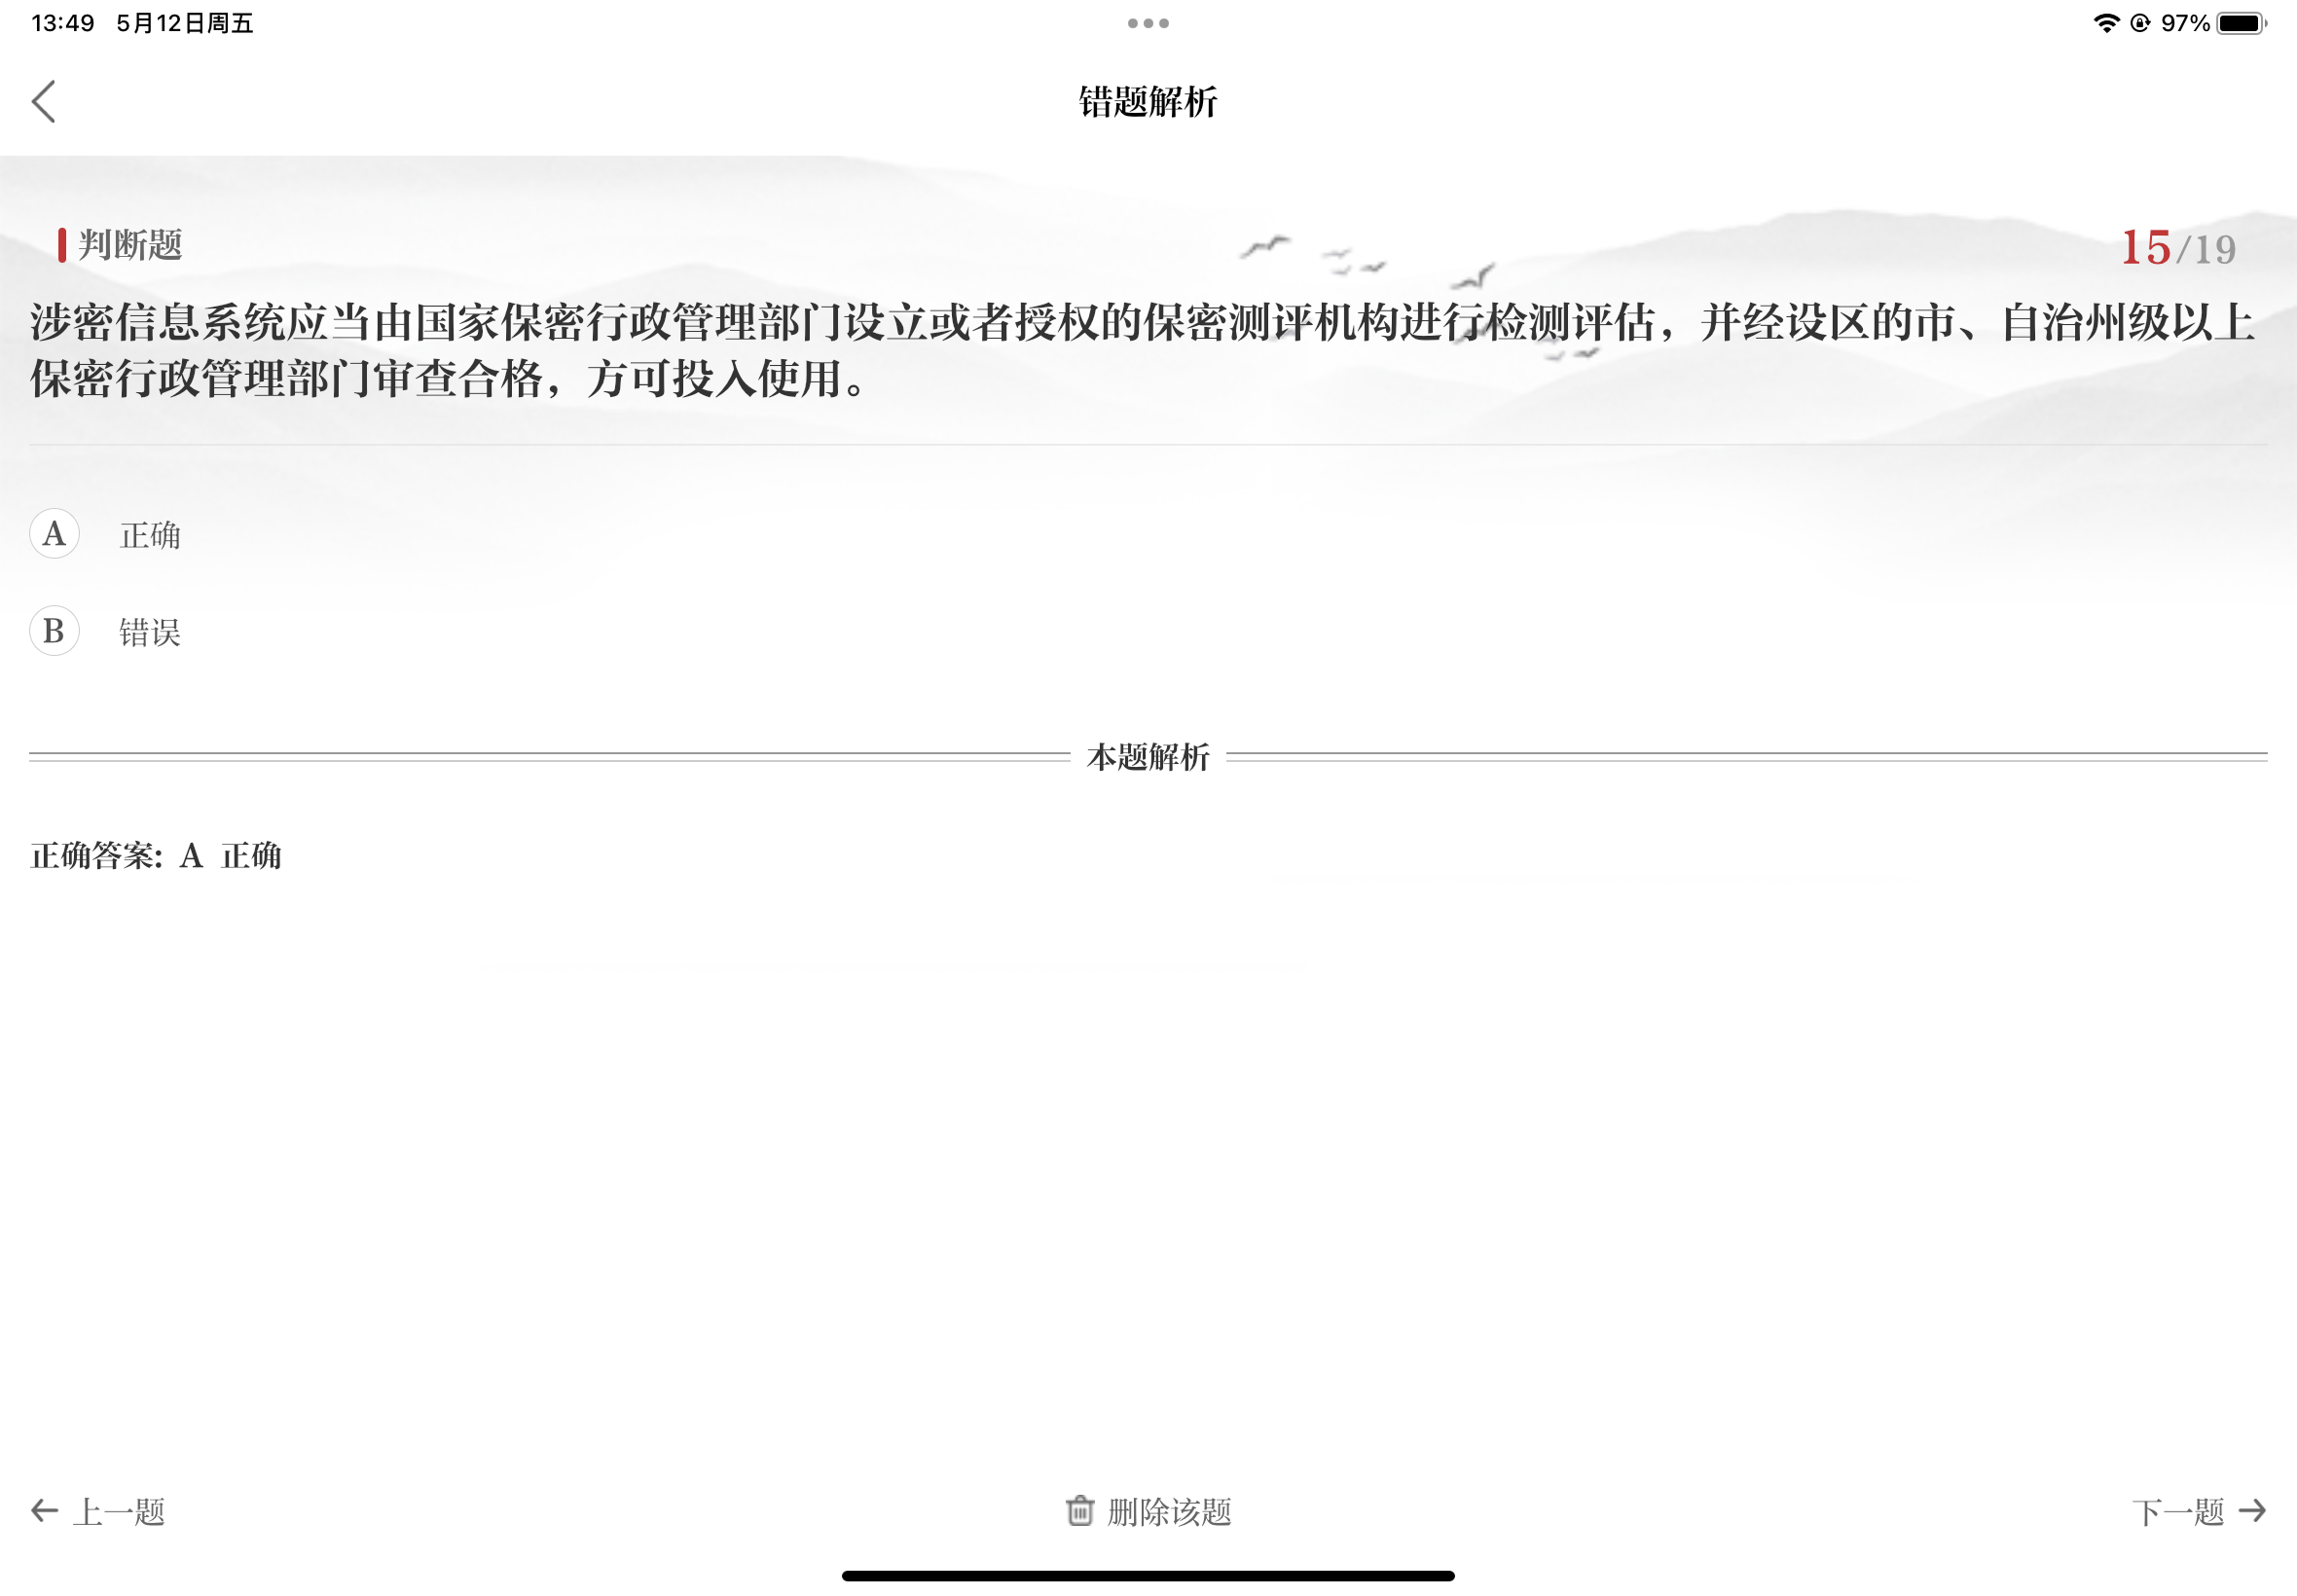 13:49 5月12日周五
97%
错题解析
判断题
15/19
涉密信息系统应当由国家保密行政管理部门设立或者授权的保密测评机构进行检测评估，并经设区的市、自治州级以上
保密行政管理部门审查合格，方可投入使用。
A 正确
B 错误
本题解析
正确答案: A 正确
上一题
删除该题
下一题